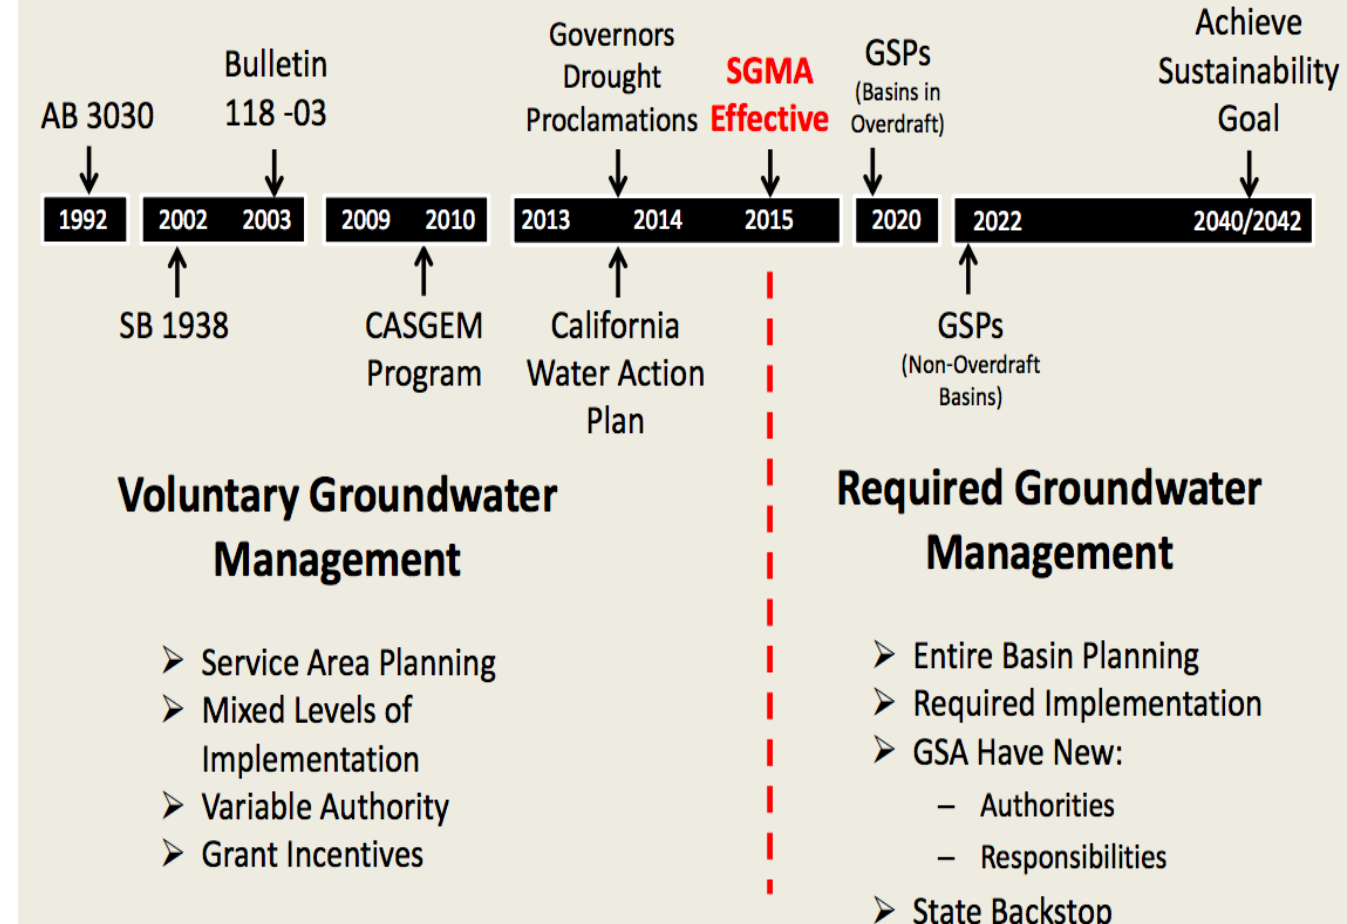 AB 3030
Bulletin
118 -03
Governors
Drought
Proclamations
SGMA
Effective
GSPs
(Basins in
Overdraft)
Achieve
Sustainability
Goal
1992
2002 2003
2009 2010
2013 2014 2015
2020
2022 2040/2042
SB 1938
CASGEM
Program
California
Water Action
Plan
GSPs
(Non-Overdraft
Basins)
Voluntary Groundwater
Management
➢ Service Area Planning
➢ Mixed Levels of
Implementation
➢ Variable Authority
➢ Grant Incentives
Required Groundwater
Management
➢ Entire Basin Planning
➢ Required Implementation
➢ GSA Have New:
– Authorities
– Responsibilities
➢ State Backstop